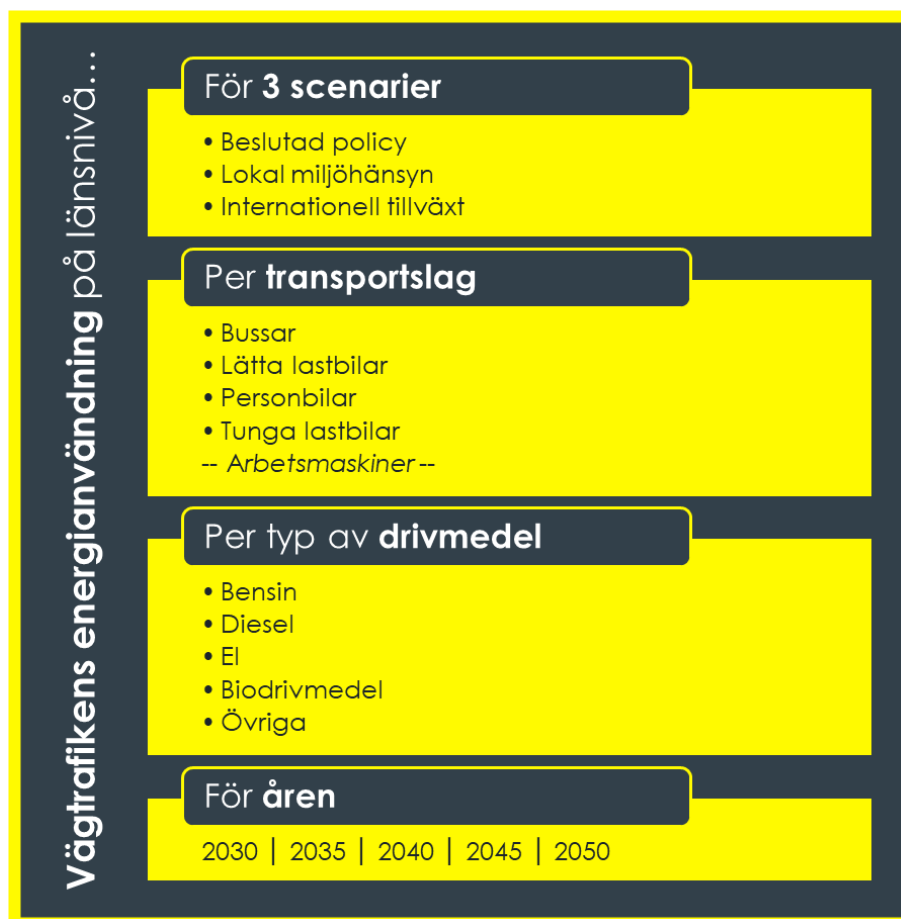 Vägtrafikens energianvändning på länsnivå...
För 3 scenarier
• Beslutad policy
• Lokal miljöhänsyn
• Internationell tillväxt
Per transportslag
• Bussar
• Lätta lastbilar
• Personbilar
• Tunga lastbilar
-- Arbetsmaskiner --
Per typ av drivmedel
• Bensin
• Diesel
• El
• Biodrivmedel
• Övriga
För åren
2030 | 2035 | 2040 | 2045 | 2050